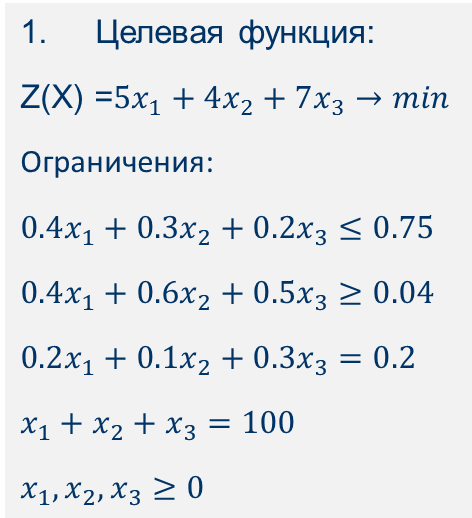 1. Целевая функция:
Z(X) =5x₁ + 4x₂ + 7x₃ → min
Ограничения:
0.4x₁ + 0.3x₂ + 0.2x₃ ≤ 0.75
0.4x₁ + 0.6x₂ + 0.5x₃ ≥ 0.04
0.2x₁ + 0.1x₂ + 0.3x₃ = 0.2
x₁ + x₂ + x₃ = 100
x₁, x₂, x₃ ≥ 0